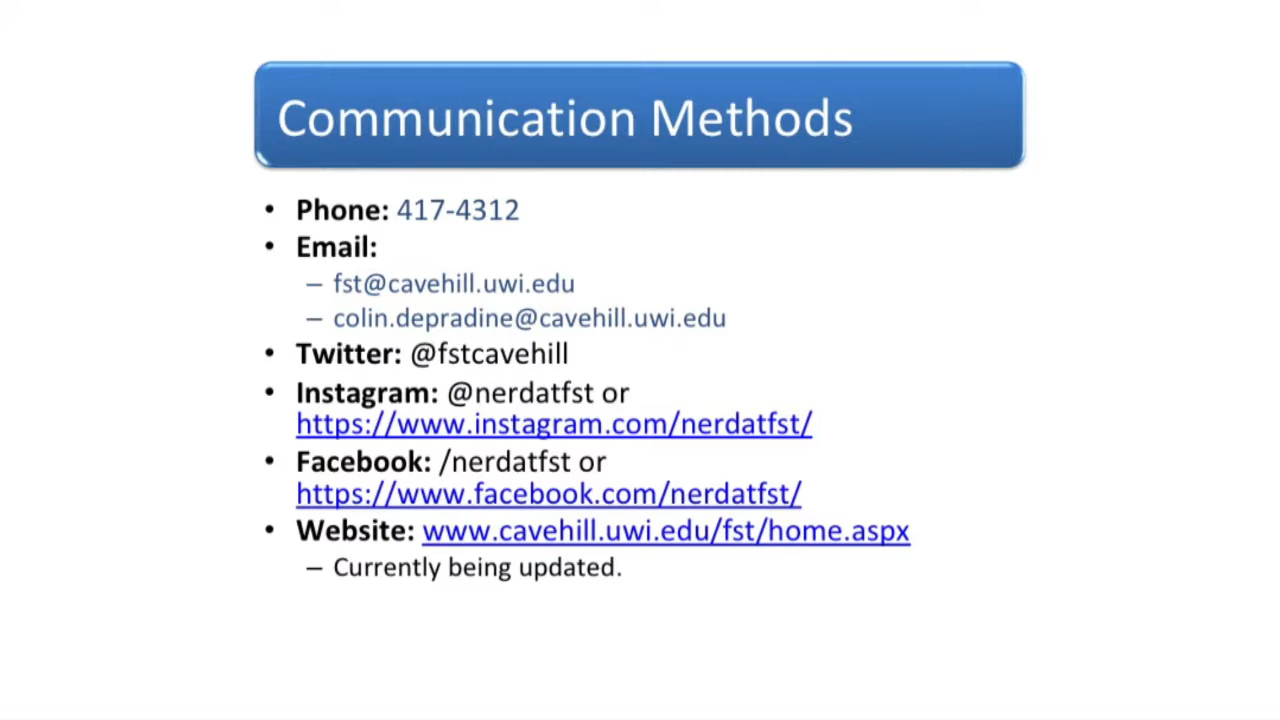 Communication Methods
• Phone: 417-4312
• Email:
– fst@cavehill.uwi.edu
– colin.depradine@cavehill.uwi.edu
• Twitter: @fstcavehill
• Instagram: @nerdatfst or
https://www.instagram.com/nerdatfst/
• Facebook: /nerdatfst or
https://www.facebook.com/nerdatfst/
• Website: www.cavehill.uwi.edu/fst/home.aspx
– Currently being updated.